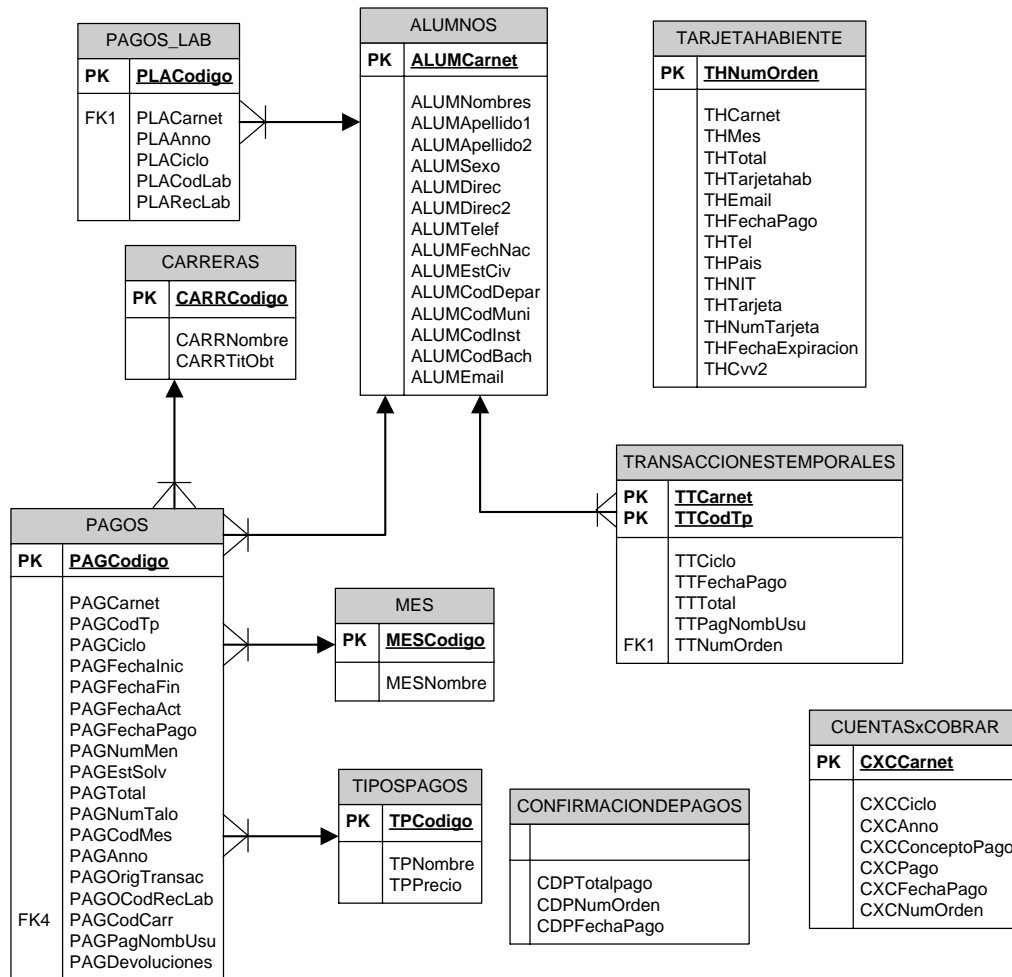 PAGOS_LAB
PK PLACodigo
FK1 PLACarnet
PLAAnno
PLACiclo
PLACodLab
PLARecLab
ALUMNOS
PK ALUMCarnet
ALUMNombres
ALUMApellido1
ALUMApellido2
ALUMSexo
ALUMDirec
ALUMDirec2
ALUMTelef
ALUMFechNac
ALUMEstCiv
ALUMCodDepar
ALUMCodMuni
ALUMCodInst
ALUMCodBach
ALUMEmail
TARJETAHABIENTE
PK THNumOrden
THCarnet
THMes
THTotal
THTarjetahab
THEmail
THFechaPago
THTel
THPais
THNIT
THTarjeta
THNumTarjeta
THFechaExpiracion
THCvv2
CARRERAS
PK CARRCodigo
CARRNombre
CARRTitObt
TRANSACCIONESTEMPORALES
PK TTCarnet
PK TTCodTp
TTCiclo
TTFechaPago
TTTotal
TTPagNombUsu
FK1 TTNumOrden
PAGOS
PK PAGCodigo
PAGCarnet
PAGCodTp
PAGCiclo
PAGFechaInic
PAGFechaFin
PAGFechaAct
PAGFechaPago
PAGNumMen
PAGEstSolv
PAGTotal
PAGNumTalo
PAGCodMes
PAGAnno
PAGOrigTransac
PAGOCodRecLab
FK4 PAGCodCarr
PAGPagNombUsu
PAGDevoluciones
MES
PK MESCodigo
MESNombre
TIPOSPAGOS
PK TPCodigo
TPNombre
TPPrecio
CONFIRMACIONDEPAGOS
CDPTotalpago
CDPNumOrden
CDPFechaPago
CUENTASxCOBRAR
PK CXCCarnet
CXCCiclo
CXCAnno
CXCConceptoPago
CXCPago
CXCFechaPago
CXCNumOrden